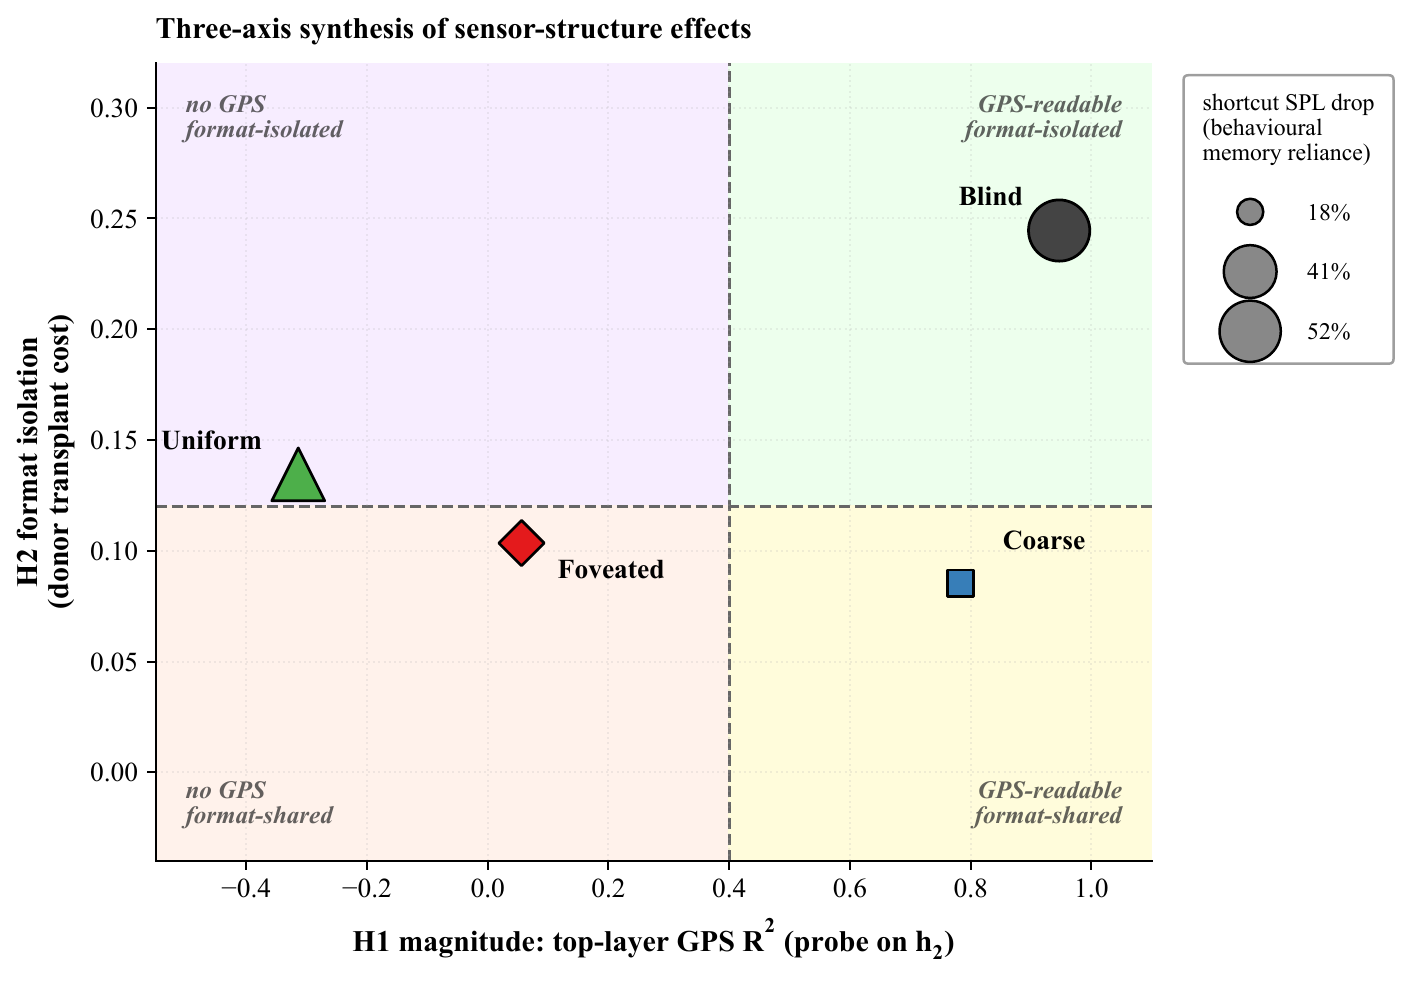 Three-axis synthesis of sensor-structure effects
no GPS
format-isolated
GPS-readable
format-isolated
Blind
Uniform
Foveated
Coarse
no GPS
format-shared
GPS-readable
format-shared
0.30
0.25
0.20
0.15
0.10
0.05
0.00
H2 format isolation
(donor transplant cost)
−0.4
−0.2
0.0
0.2
0.4
0.6
0.8
1.0
H1 magnitude: top-layer GPS R² (probe on h₂)
shortcut SPL drop
(behavioural
memory reliance)
18%
41%
52%